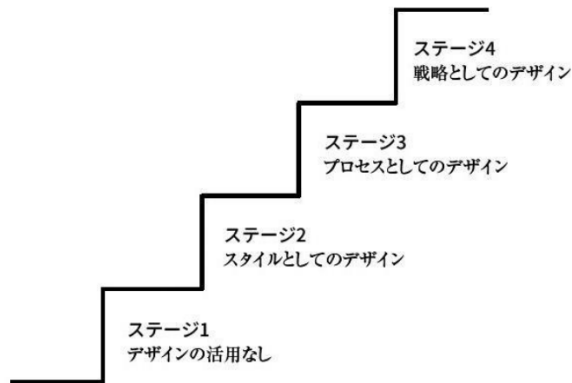 ステージ4
戦略としてのデザイン
ステージ3
プロセスとしてのデザイン
ステージ2
スタイルとしてのデザイン
ステージ1
デザインの活用なし